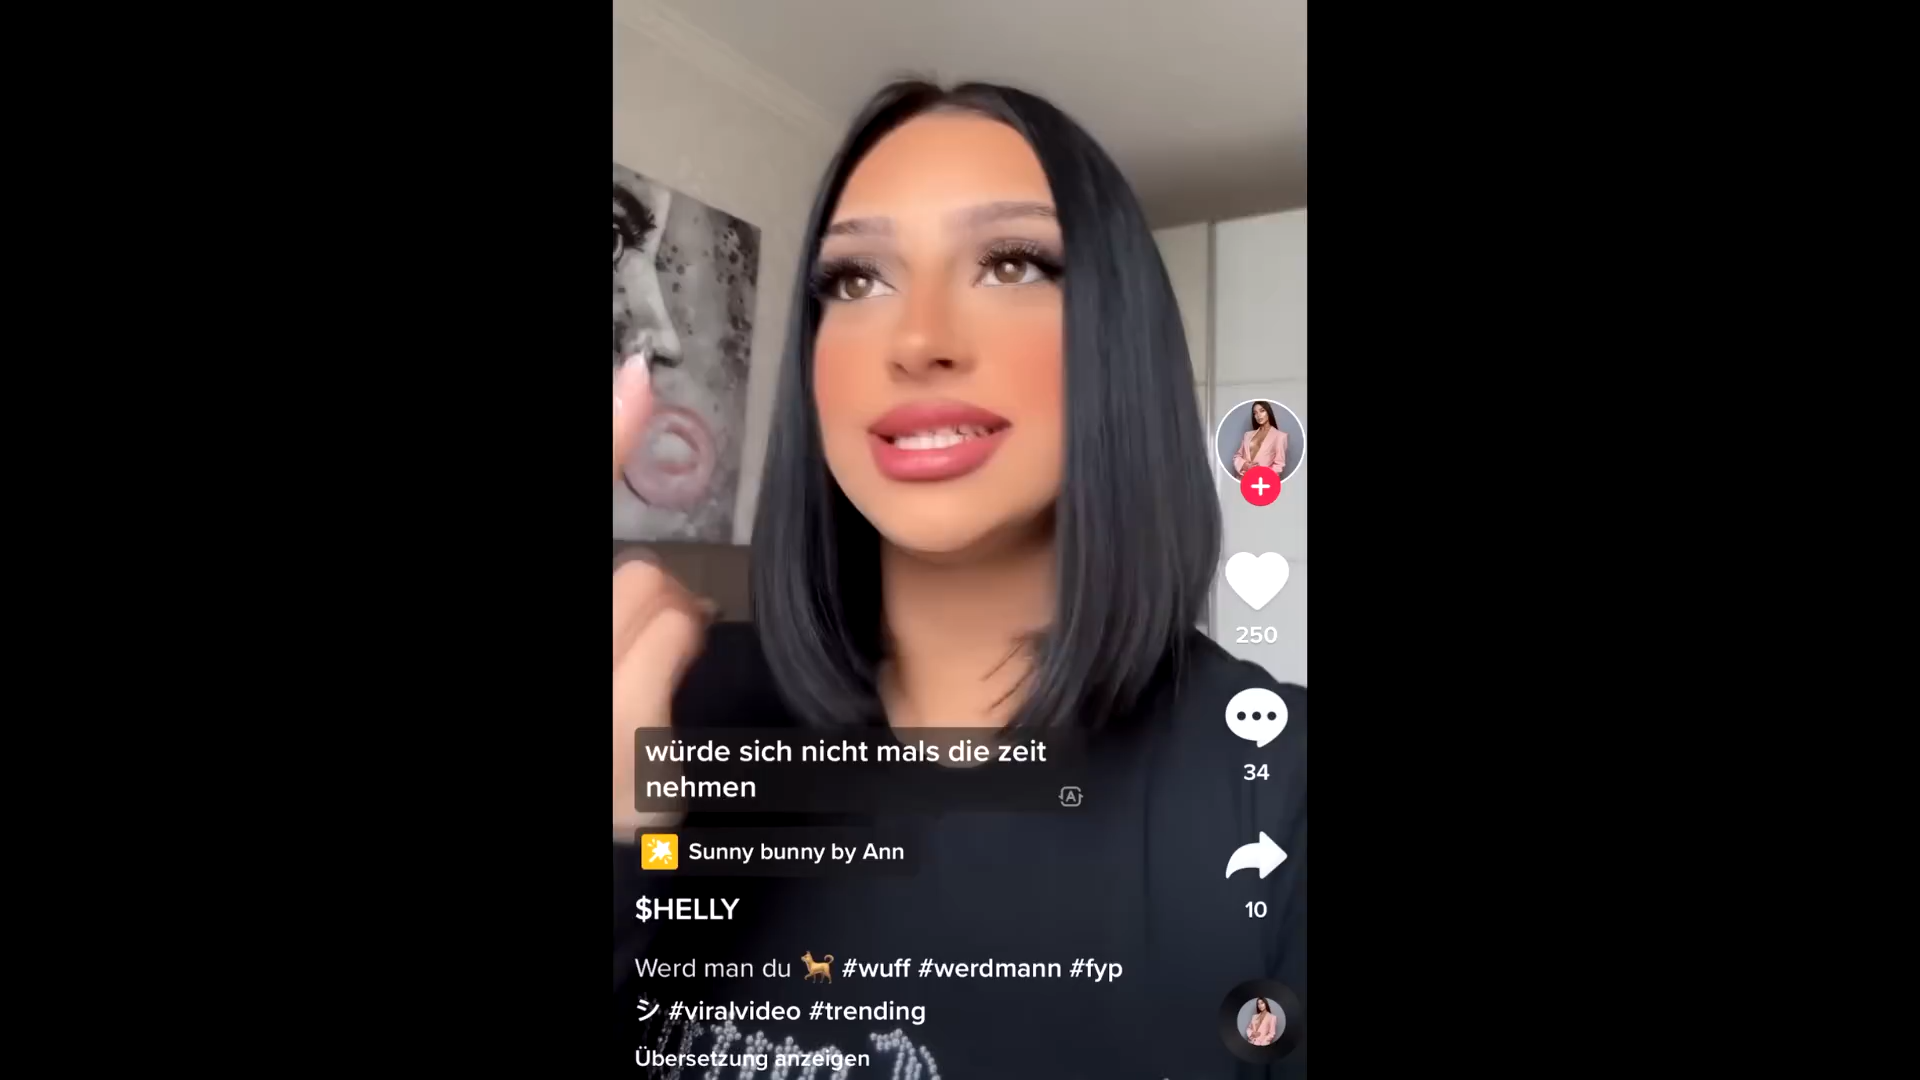 250
34
10
würde sich nicht mals die zeit
nehmen
Sunny bunny by Ann
$HELLY
Werd man du 🐕 #wuff #werdmann #fyp
シ #viralvideo #trending
Übersetzung anzeigen